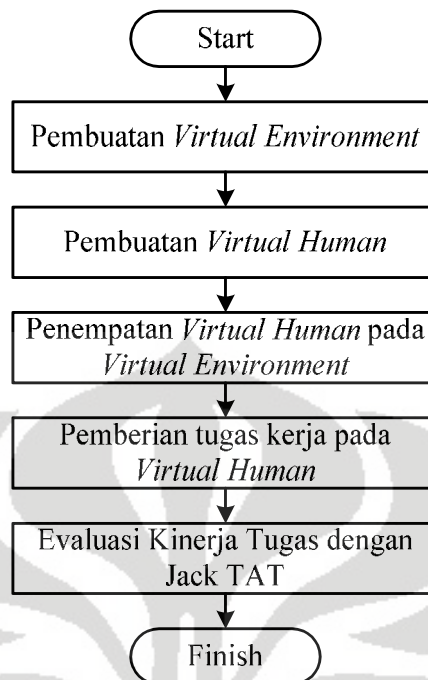 Start
Pembuatan Virtual Environment
Pembuatan Virtual Human
Penempatan Virtual Human pada
Virtual Environment
Pemberian tugas kerja pada
Virtual Human
Evaluasi Kinerja Tugas dengan
Jack TAT
Finish